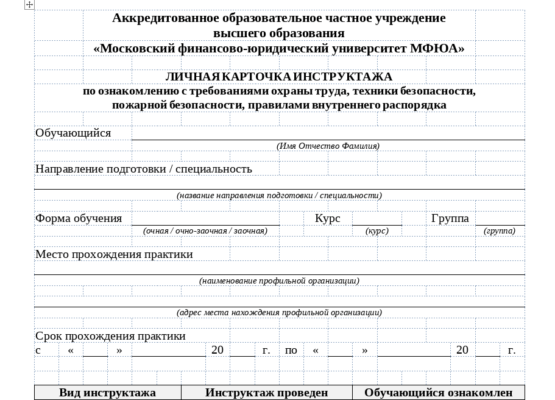 Аккредитованное образовательное частное учреждение
высшего образования
«Московский финансово-юридический университет МФЮА»
ЛИЧНАЯ КАРТОЧКА ИНСТРУКТАЖА
по ознакомлению с требованиями охраны труда, техники безопасности,
пожарной безопасности, правилами внутреннего распорядка
Обучающийся
(Имя Отчество Фамилия)
Направление подготовки / специальность
(название направления подготовки / специальности)
Форма обучения Курс Группа
(очная / очно-заочная / заочная) (курс) (группа)
Место прохождения практики
(наименование профильной организации)
(адрес места нахождения профильной организации)
Срок прохождения практики
с « » 20 г. по « » 20 г.
Вид инструктажа Инструктаж проведен Обучающийся ознакомлен